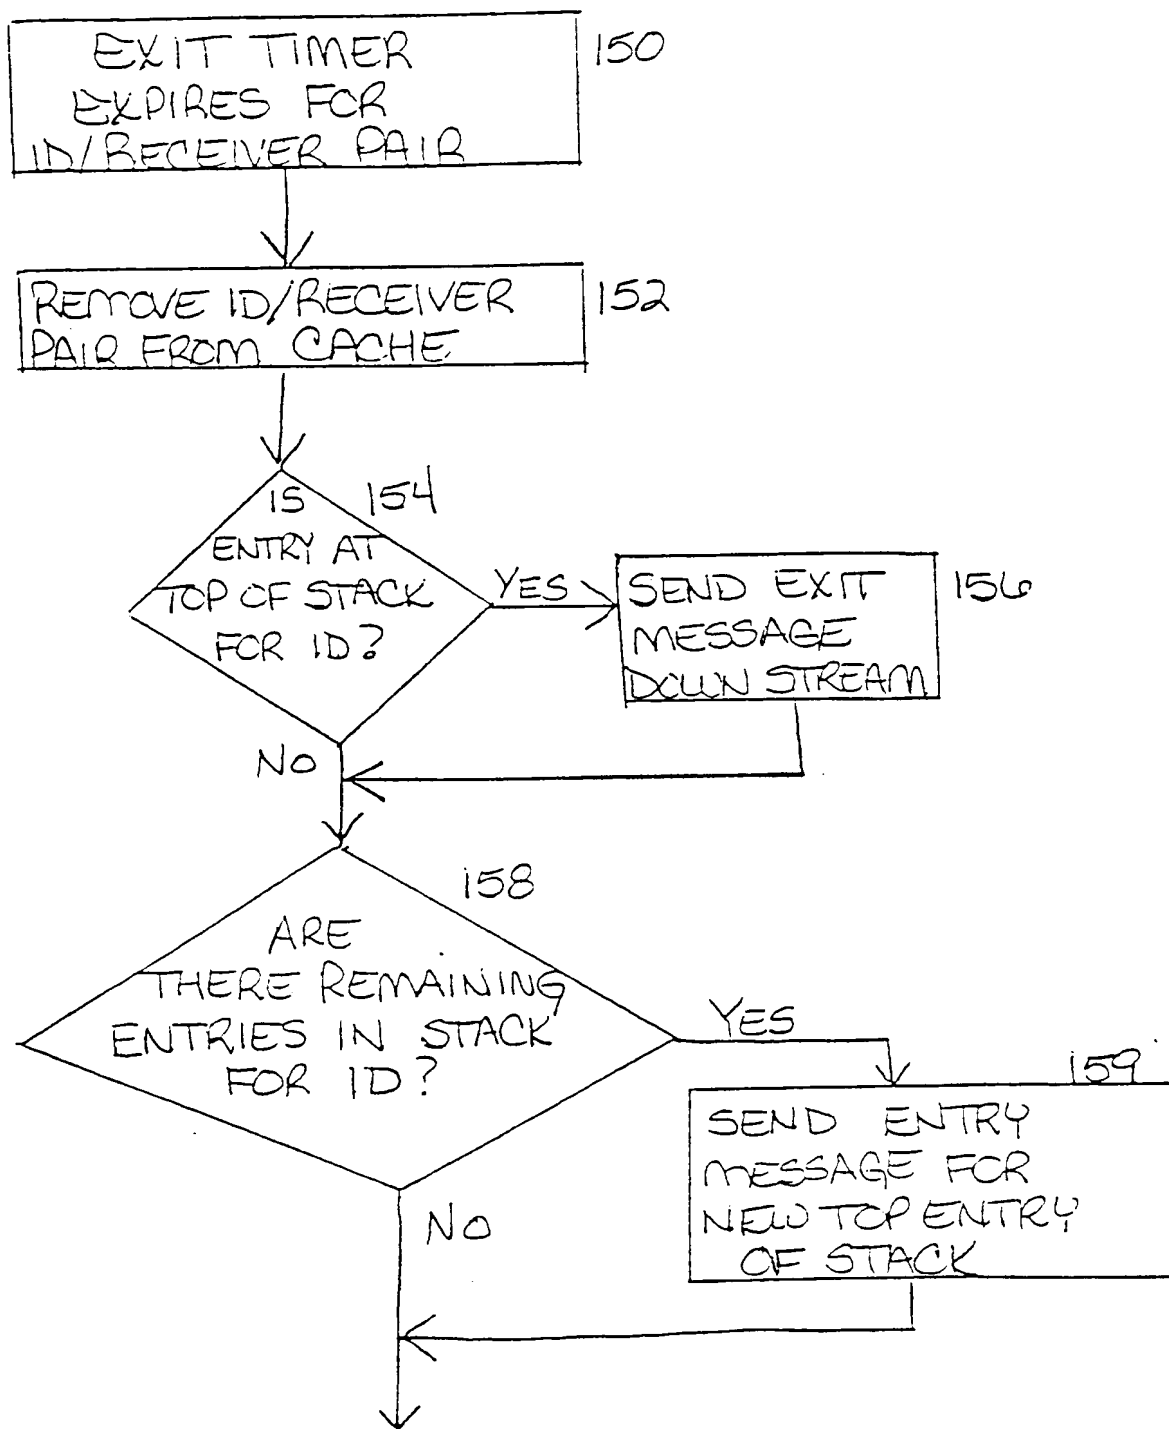 EXIT TIMER
EXPIRES FOR
ID/RECEIVER PAIR
150
REMOVE ID/RECEIVER
PAIR FROM CACHE
152
IS
ENTRY AT
TOP OF STACK
FOR ID?
154
YES
SEND EXIT
MESSAGE
DOWN STREAM
156
NO
158
ARE
THERE REMAINING
ENTRIES IN STACK
FOR ID?
YES
159
SEND ENTRY
MESSAGE FOR
NEW TOP ENTRY
OF STACK
NO